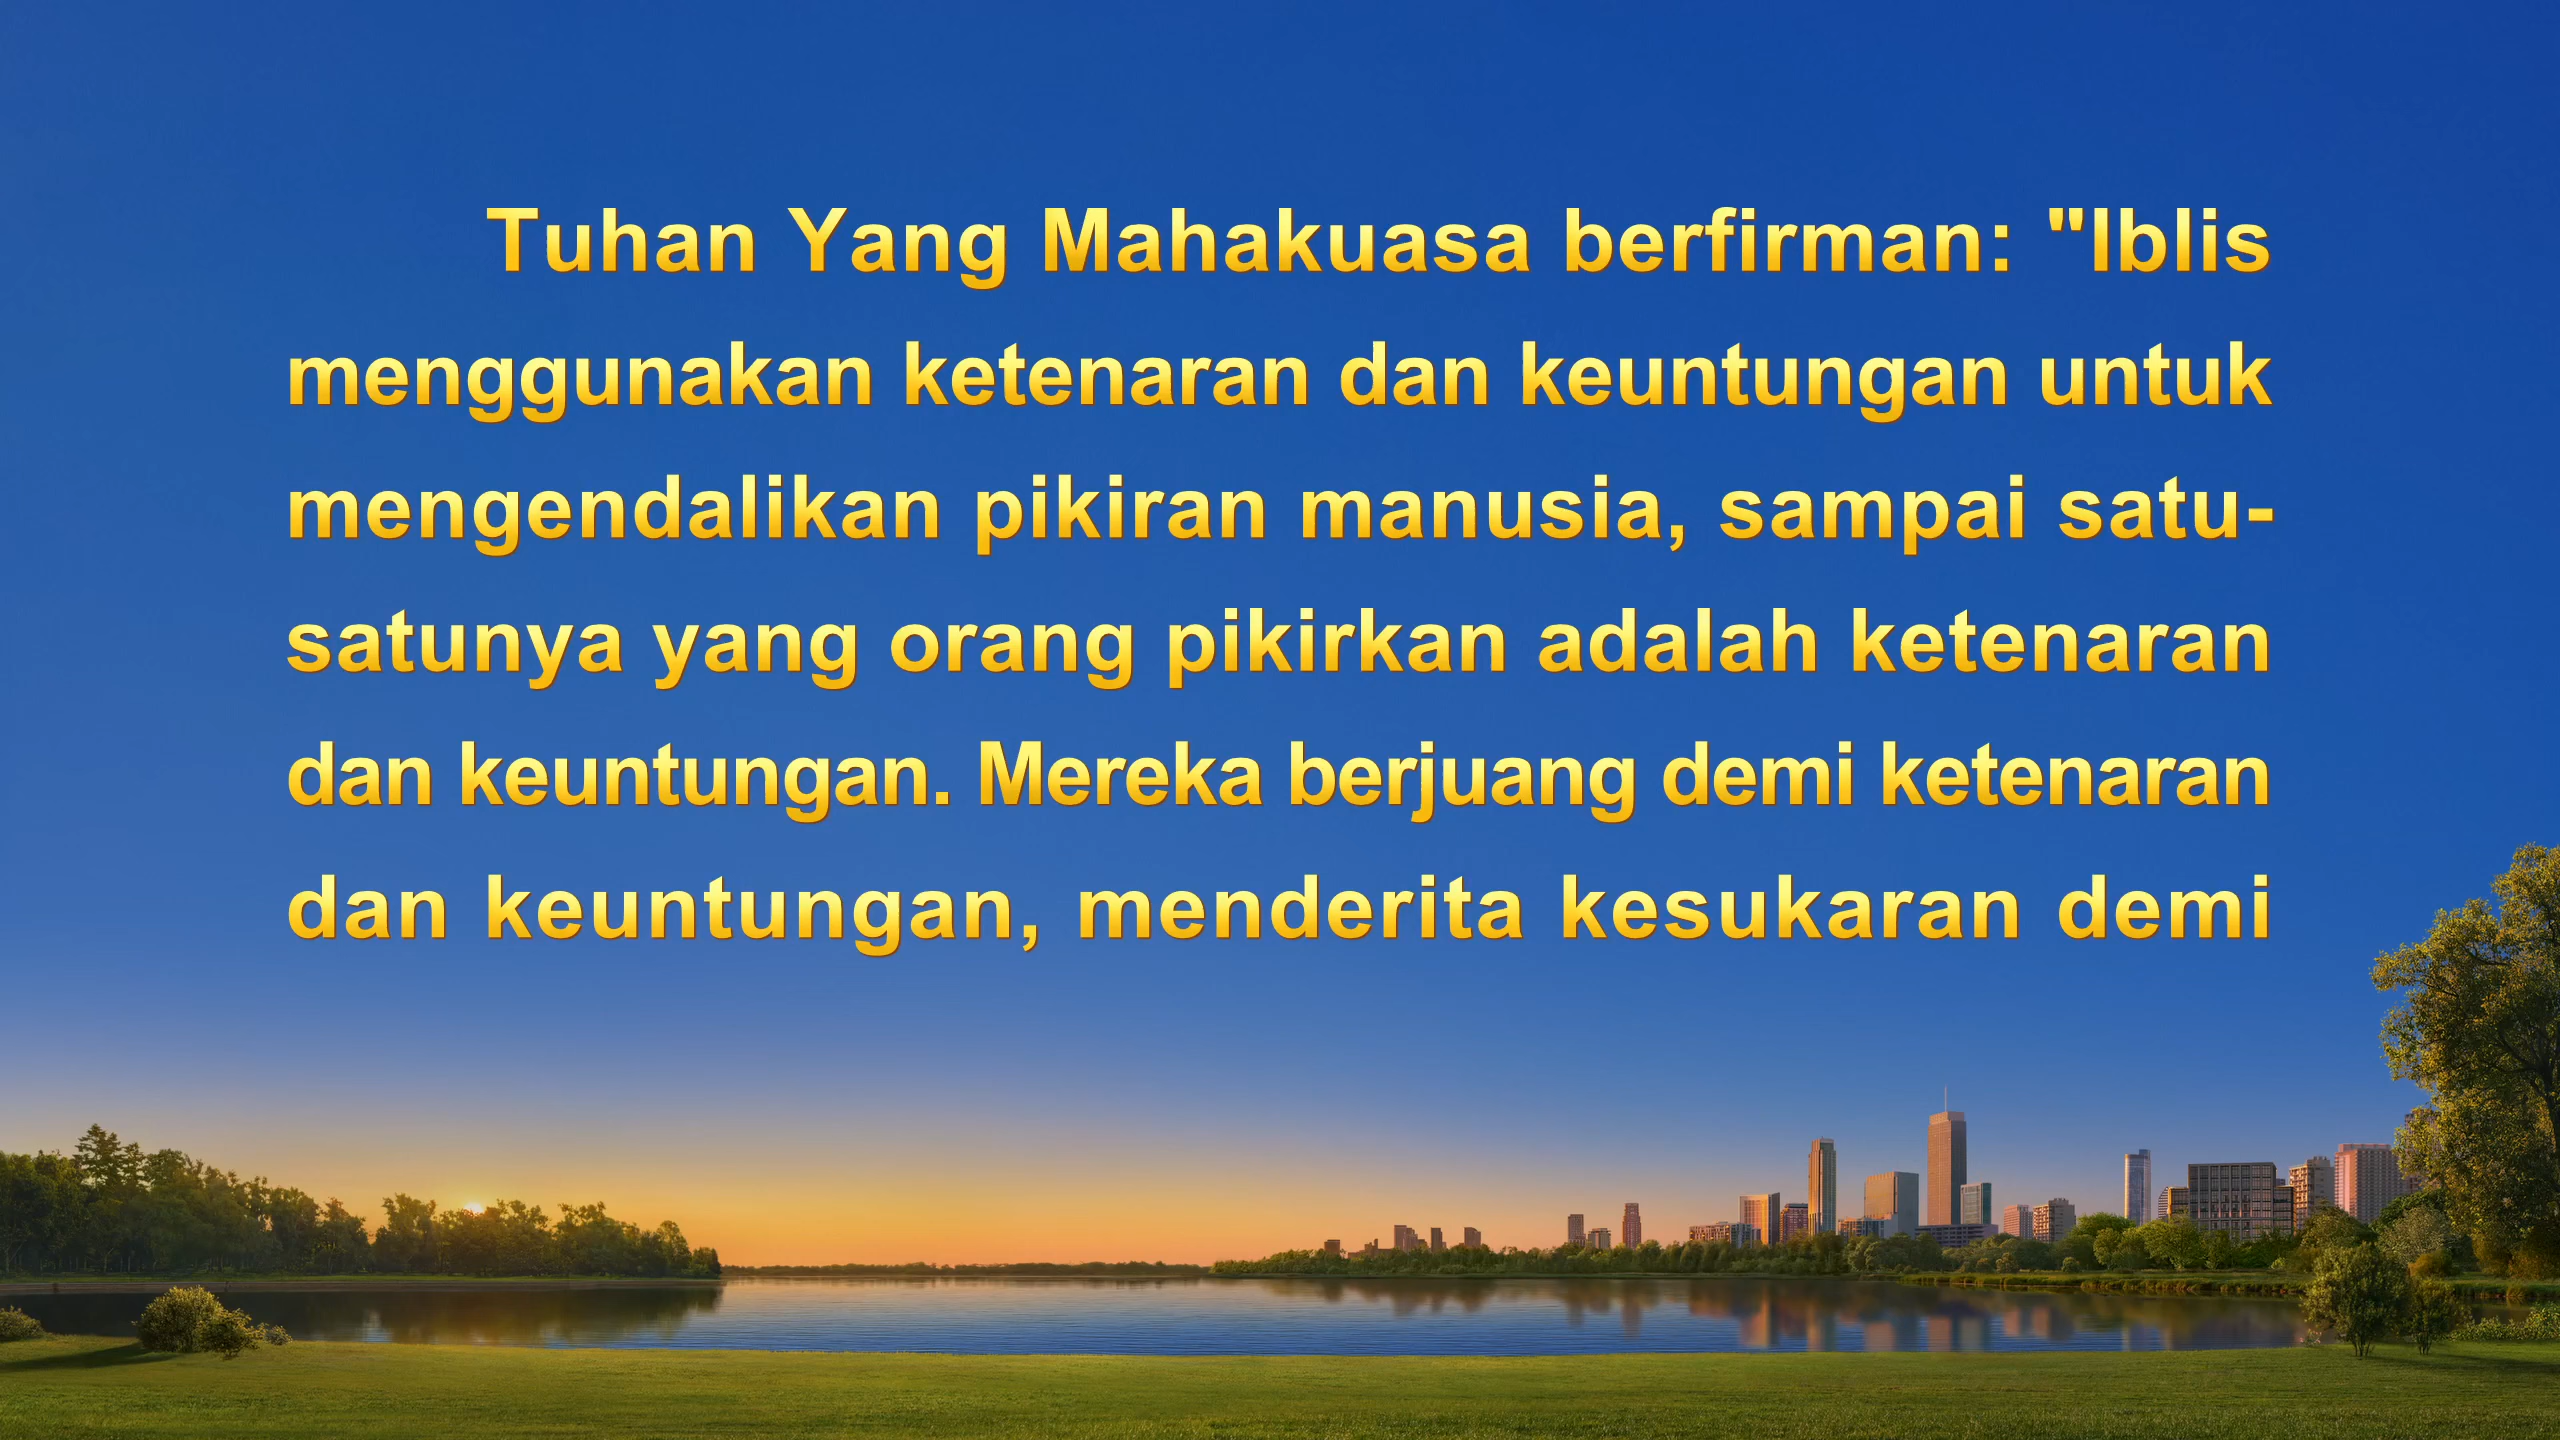 Tuhan Yang Mahakuasa berfirman: "Iblis
menggunakan ketenaran dan keuntungan untuk
mengendalikan pikiran manusia, sampai satu-
satunya yang orang pikirkan adalah ketenaran
dan keuntungan. Mereka berjuang demi ketenaran
dan keuntungan, menderita kesukaran demi